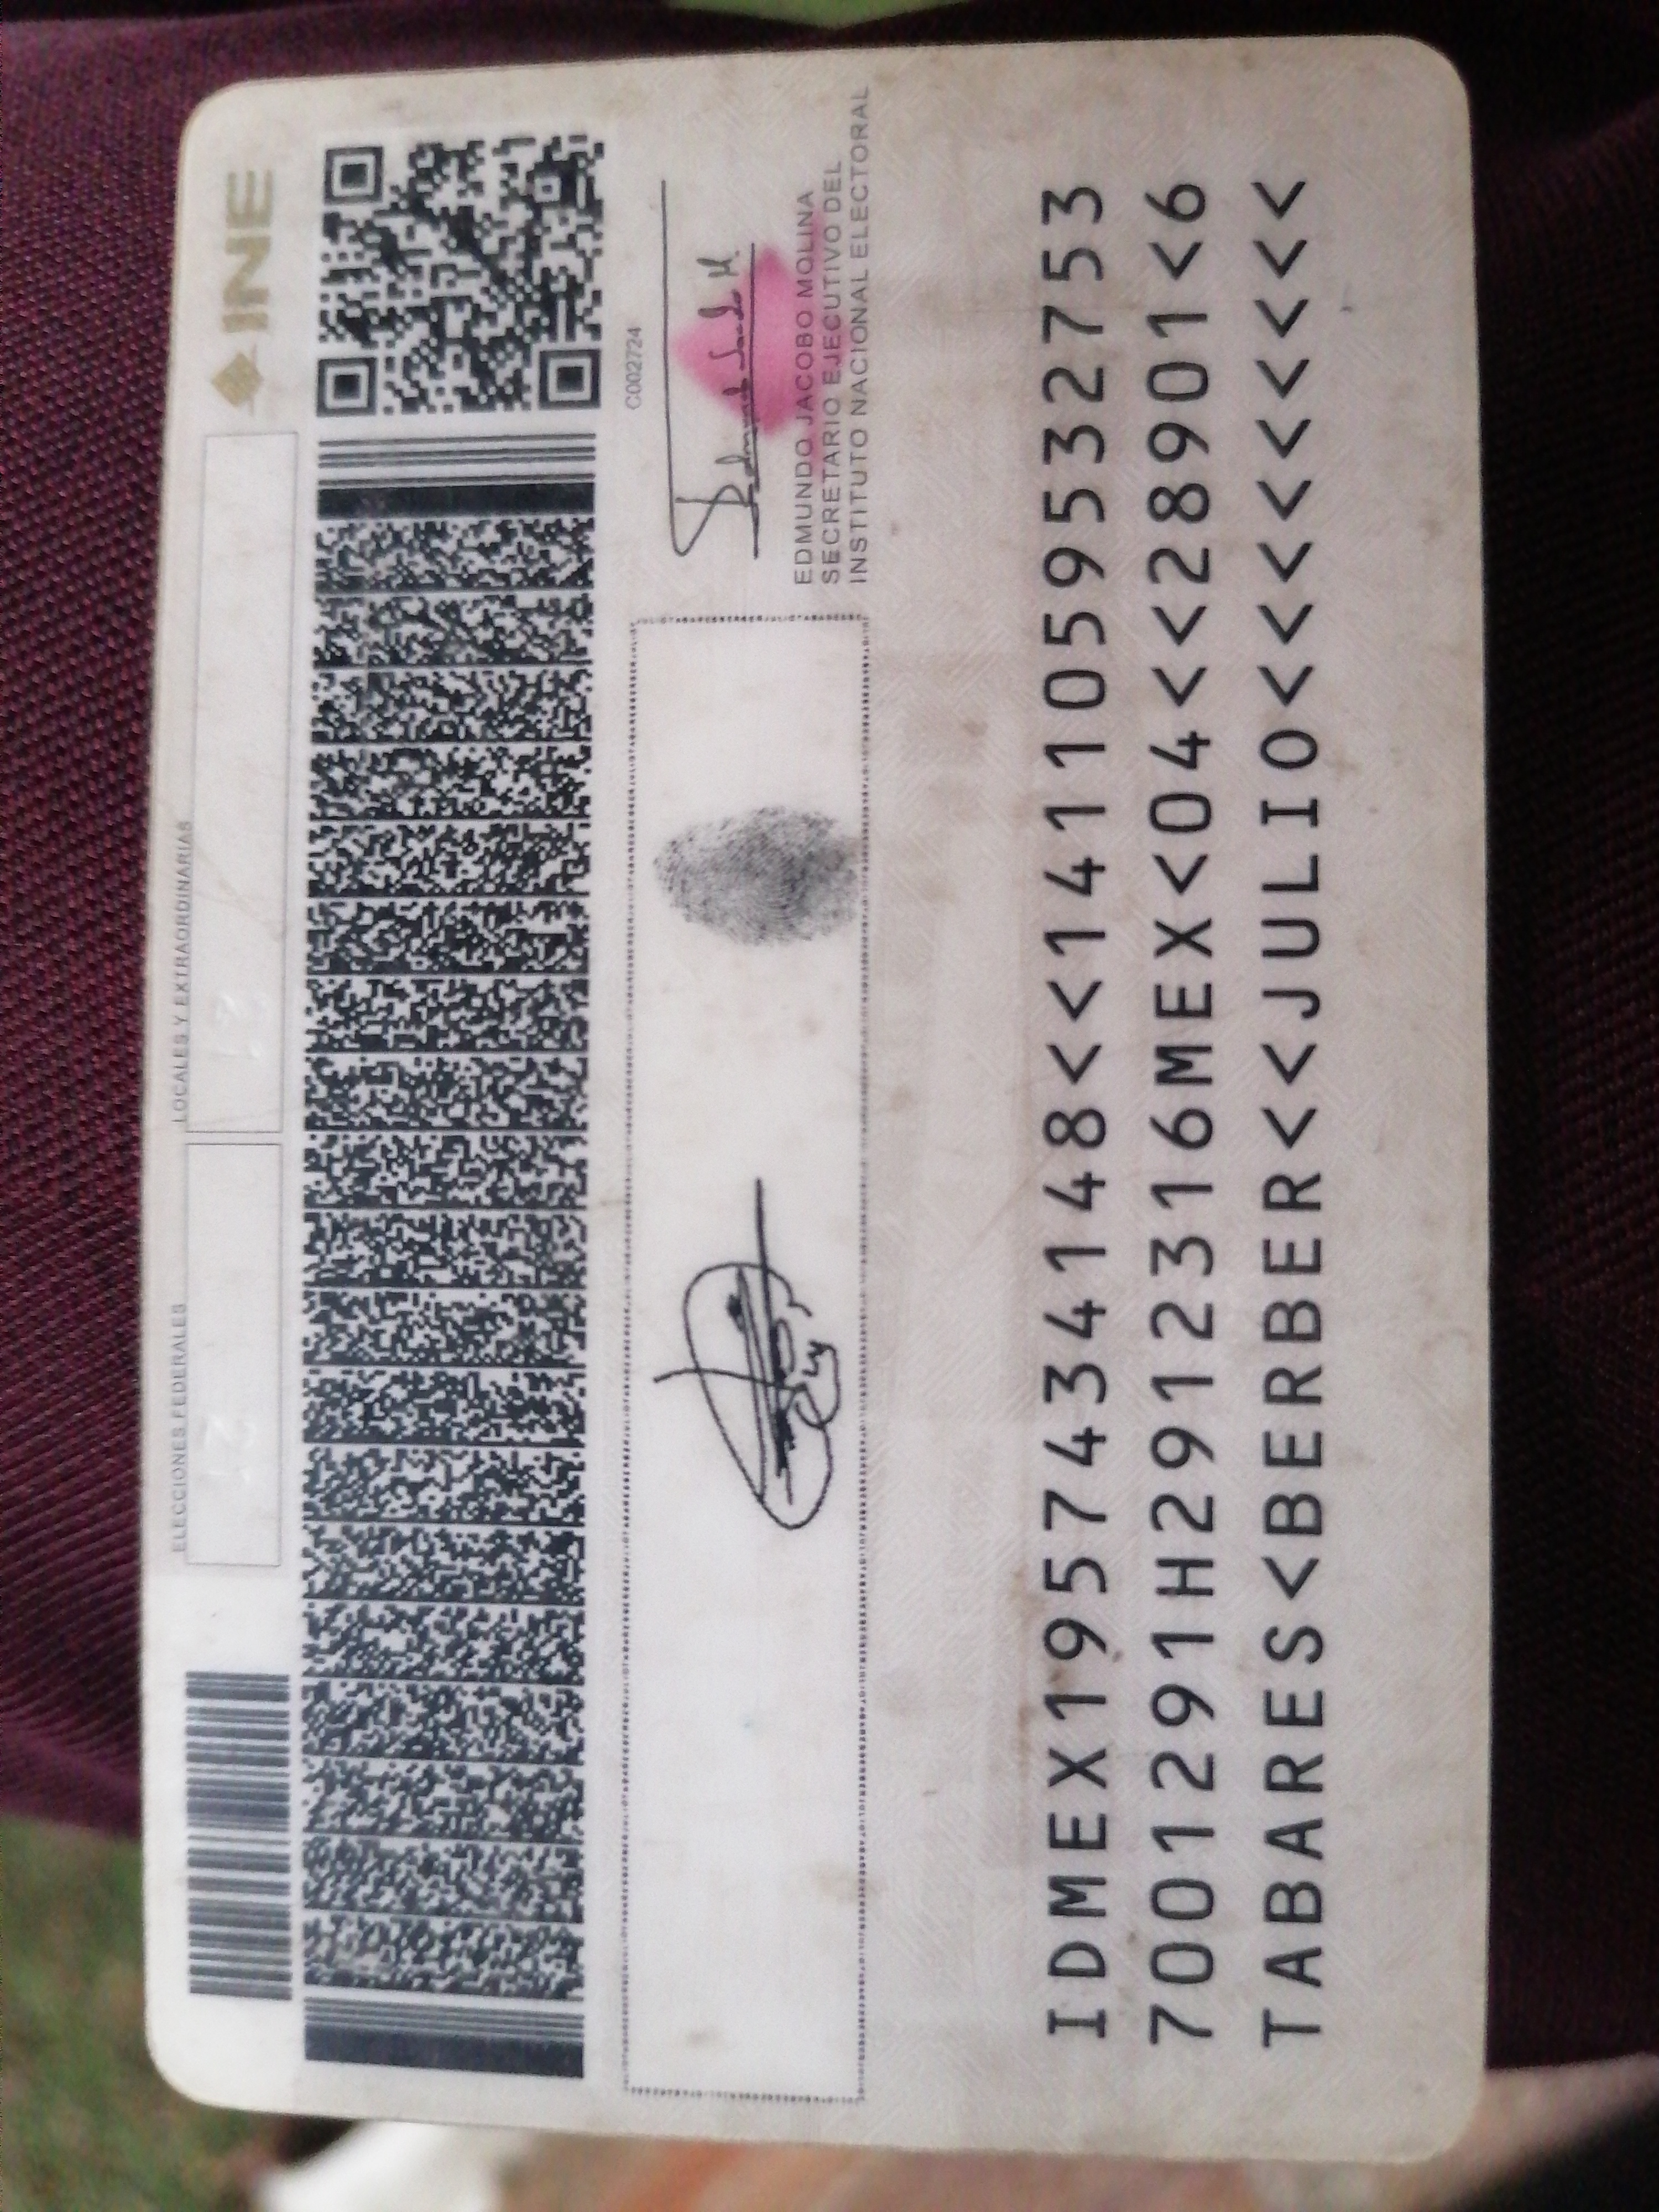 ELECCIONES FEDERALES
LOCALES Y EXTRAORDINARIAS
INE
C002724
EDMUNDO JACOBO MOLINA
SECRETARIO EJECUTIVO DEL
INSTITUTO NACIONAL ELECTORAL
IDMEX1957434148<<1411059532753
7001291H2912316MEX<04<<28901<6
TABARES<BERBER<<JULIO<<<<<<<<<